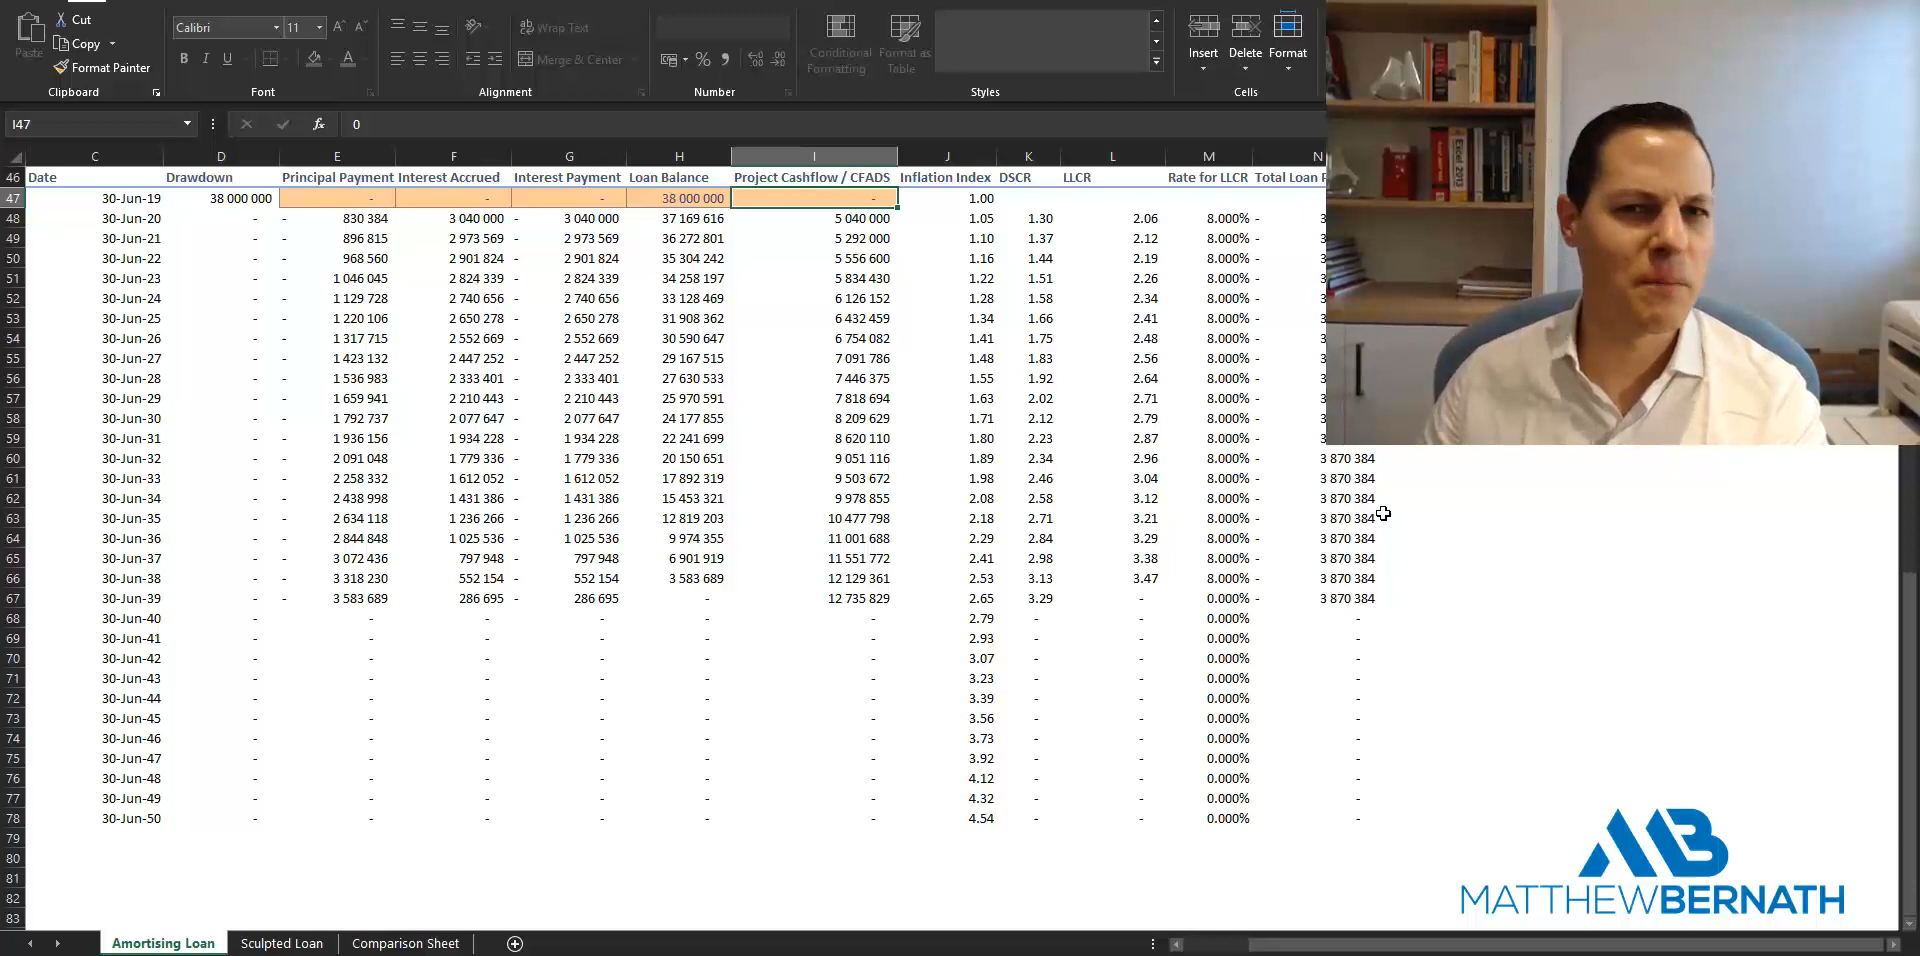 Cut
Calibri 11 Wrap Text
Paste Copy
Conditional Formatting Format as Table Insert Delete Format
Format Painter B I U Merge & Center %
Clipboard Font Alignment Number Styles Cells
I47 fx 0
C D E F G H I J K L M N
46 Date Drawdown Principal Payment Interest Accrued Interest Payment Loan Balance Project Cashflow / CFADS Inflation Index DSCR LLCR Rate for LLCR Total Loan
47 30-Jun-19 38 000 000 - - - 38 000 000 - 1.00
48 30-Jun-20 - - 830 384 3 040 000 - 3 040 000 37 169 616 5 040 000 1.05 1.30 2.06 8.000% - 3
49 30-Jun-21 - - 896 815 2 973 569 - 2 973 569 36 272 801 5 292 000 1.10 1.37 2.12 8.000% - 3
50 30-Jun-22 - - 968 560 2 901 824 - 2 901 824 35 304 242 5 556 600 1.16 1.44 2.19 8.000% - 3
51 30-Jun-23 - - 1 046 045 2 824 339 - 2 824 339 34 258 197 5 834 430 1.22 1.51 2.26 8.000% - 3
52 30-Jun-24 - - 1 129 728 2 740 656 - 2 740 656 33 128 469 6 126 152 1.28 1.58 2.34 8.000% - 3
53 30-Jun-25 - - 1 220 106 2 650 278 - 2 650 278 31 908 362 6 432 459 1.34 1.66 2.41 8.000% - 3
54 30-Jun-26 - - 1 317 715 2 552 669 - 2 552 669 30 590 647 6 754 082 1.41 1.75 2.48 8.000% - 3
55 30-Jun-27 - - 1 423 132 2 447 252 - 2 447 252 29 167 515 7 091 786 1.48 1.83 2.56 8.000% - 3
56 30-Jun-28 - - 1 536 983 2 333 401 - 2 333 401 27 630 533 7 446 375 1.55 1.92 2.64 8.000% - 3
57 30-Jun-29 - - 1 659 941 2 210 443 - 2 210 443 25 970 591 7 818 694 1.63 2.02 2.71 8.000% - 3
58 30-Jun-30 - - 1 792 737 2 077 647 - 2 077 647 24 177 855 8 209 629 1.71 2.12 2.79 8.000% - 3
59 30-Jun-31 - - 1 936 156 1 934 228 - 1 934 228 22 241 699 8 620 110 1.80 2.23 2.87 8.000% - 3
60 30-Jun-32 - - 2 091 048 1 779 336 - 1 779 336 20 150 651 9 051 116 1.89 2.34 2.96 8.000% - 3 870 384
61 30-Jun-33 - - 2 258 332 1 612 052 - 1 612 052 17 892 319 9 503 672 1.98 2.46 3.04 8.000% - 3 870 384
62 30-Jun-34 - - 2 438 998 1 431 386 - 1 431 386 15 453 321 9 978 855 2.08 2.58 3.12 8.000% - 3 870 384
63 30-Jun-35 - - 2 634 118 1 236 266 - 1 236 266 12 819 203 10 477 798 2.18 2.71 3.21 8.000% - 3 870 384
64 30-Jun-36 - - 2 844 848 1 025 536 - 1 025 536 9 974 355 11 001 688 2.29 2.84 3.29 8.000% - 3 870 384
65 30-Jun-37 - - 3 072 436 797 948 - 797 948 6 901 919 11 551 772 2.41 2.98 3.38 8.000% - 3 870 384
66 30-Jun-38 - - 3 318 230 552 154 - 552 154 3 583 689 12 129 361 2.53 3.13 3.47 8.000% - 3 870 384
67 30-Jun-39 - - 3 583 689 286 695 - 286 695 - 12 735 829 2.65 3.29 - 0.000% - 3 870 384
68 30-Jun-40 - - - - - - 2.79 - - 0.000% -
69 30-Jun-41 - - - - - - 2.93 - - 0.000% -
70 30-Jun-42 - - - - - - 3.07 - - 0.000% -
71 30-Jun-43 - - - - - - 3.23 - - 0.000% -
72 30-Jun-44 - - - - - - 3.39 - - 0.000% -
73 30-Jun-45 - - - - - - 3.56 - - 0.000% -
74 30-Jun-46 - - - - - - 3.73 - - 0.000% -
75 30-Jun-47 - - - - - - 3.92 - - 0.000% -
76 30-Jun-48 - - - - - - 4.12 - - 0.000% -
77 30-Jun-49 - - - - - - 4.32 - - 0.000% -
78 30-Jun-50 - - - - - - 4.54 - - 0.000% -
79
80
81
82
83
MB
MATTHEWBERNATH
Amortising Loan Sculpted Loan Comparison Sheet